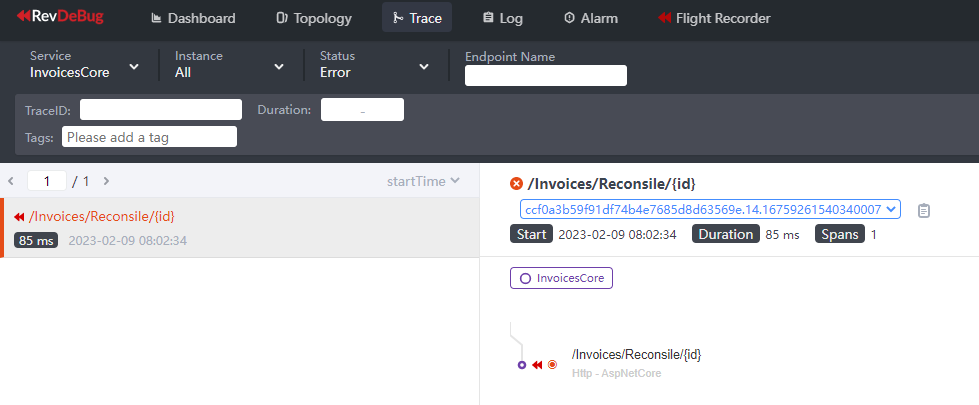 RevDeBug Dashboard Topology Trace Log Alarm Flight Recorder
Service Instance Status Endpoint Name
InvoicesCore All Error
TraceID: Duration: -
Tags: Please add a tag
1 / 1 startTime
/Invoices/Reconsile/{id}
85 ms 2023-02-09 08:02:34
/Invoices/Reconsile/{id}
ccf0a3b59f91df74b4e7685d8d63569e.14.16759261540340007
Start 2023-02-09 08:02:34 Duration 85 ms Spans 1
InvoicesCore
/Invoices/Reconsile/{id}
Http - AspNetCore